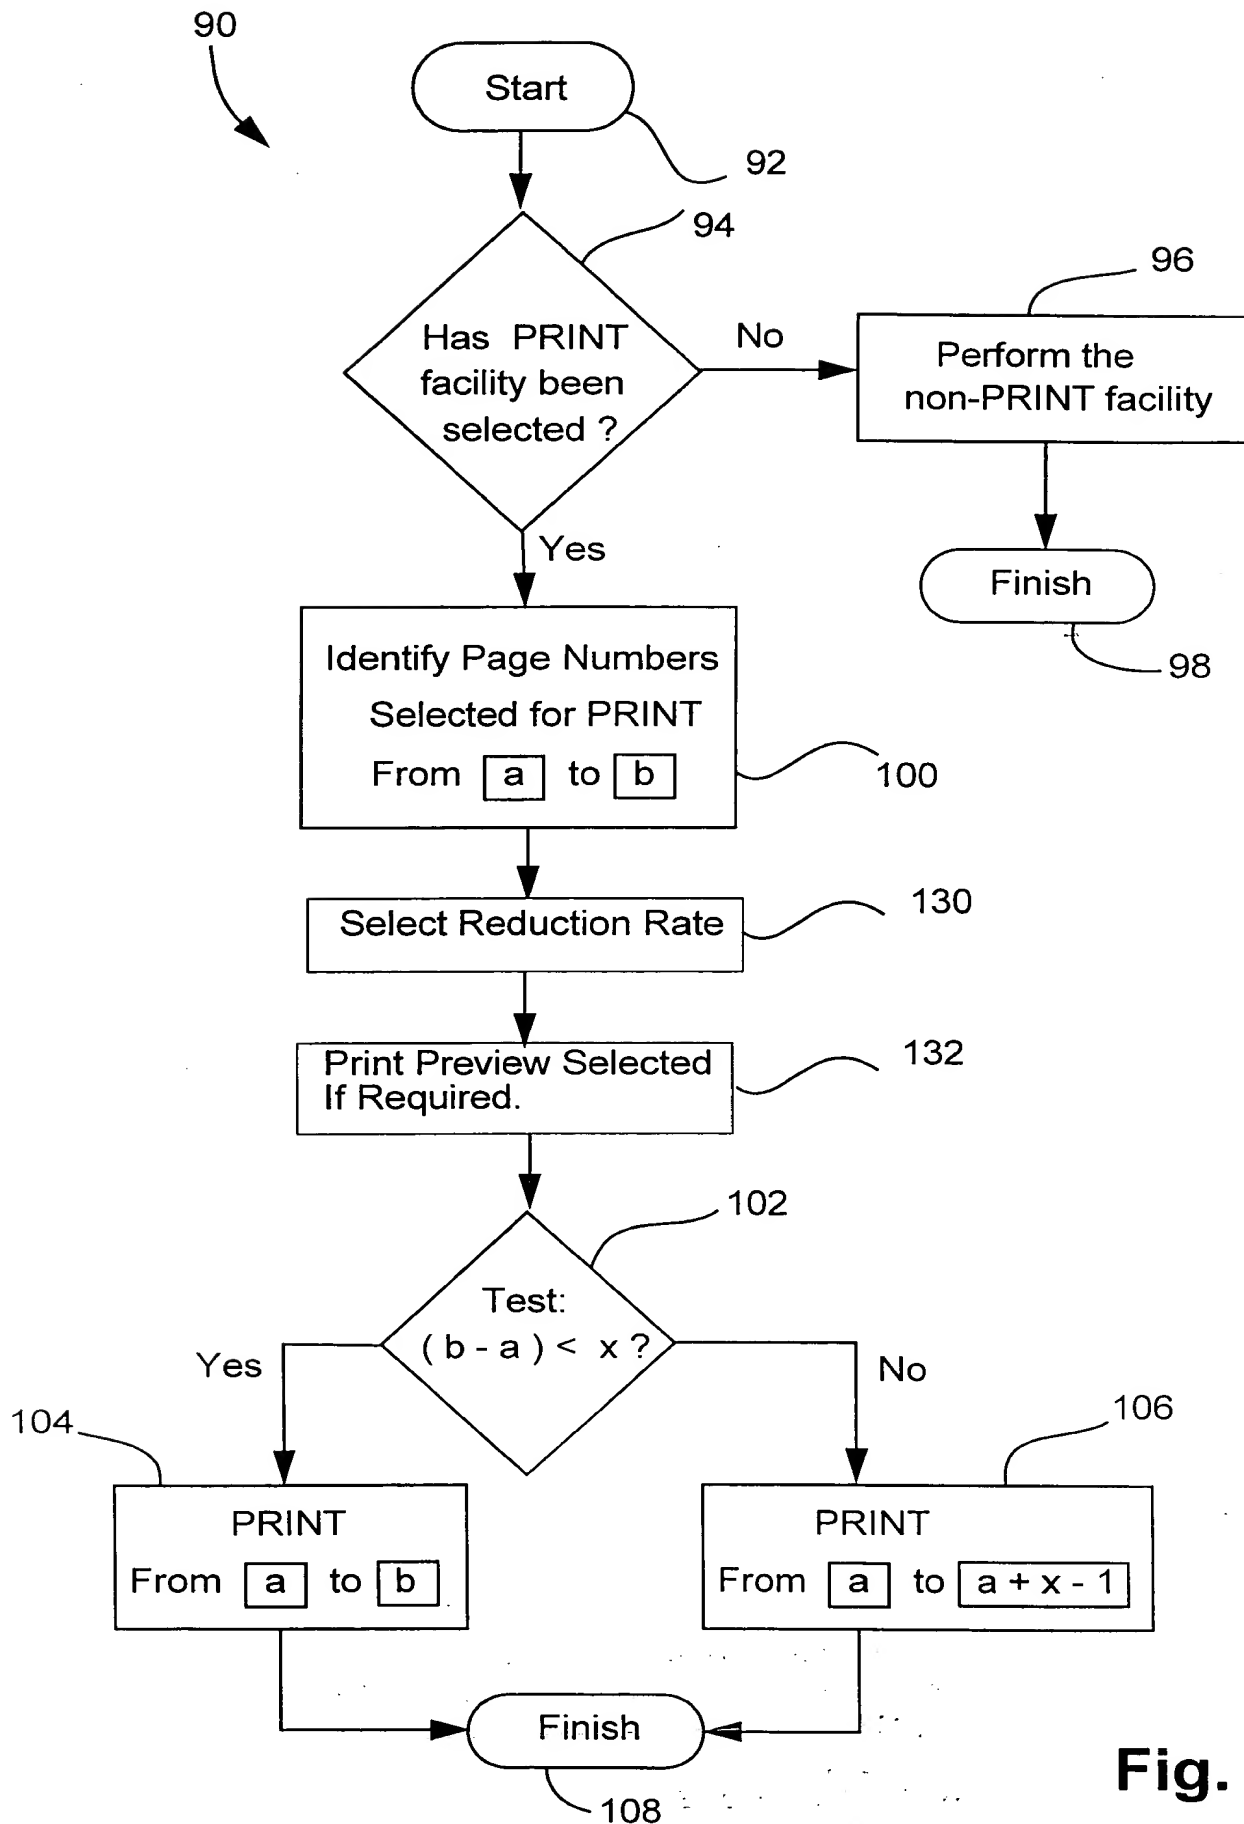 90
Start
92
94
Has PRINT
facility been
selected ?
No
96
Perform the
non-PRINT facility
Yes
Finish
98
Identify Page Numbers
Selected for PRINT
From a to b
100
Select Reduction Rate
130
Print Preview Selected
If Required.
132
102
Test:
( b - a ) < x ?
Yes
No
104
106
PRINT
From a to b
PRINT
From a to a + x - 1
Finish
108
Fig.